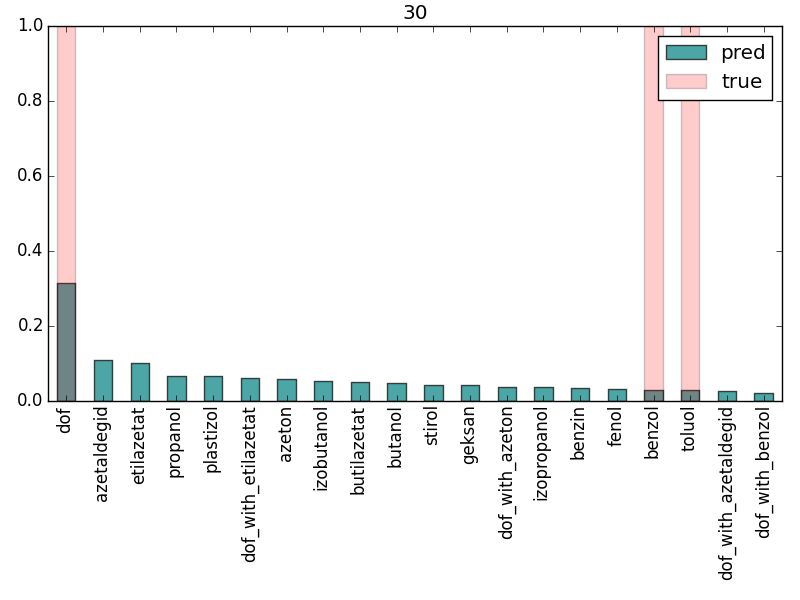 30
1.0
0.8
0.6
0.4
0.2
0.0
pred
true
dof
azetaldegid
etilazetat
propanol
plastizol
dof_with_etilazetat
azeton
izobutanol
butilazetat
butanol
stirol
geksan
dof_with_azeton
izopropanol
benzin
fenol
benzol
toluol
dof_with_azetaldegid
dof_with_benzol